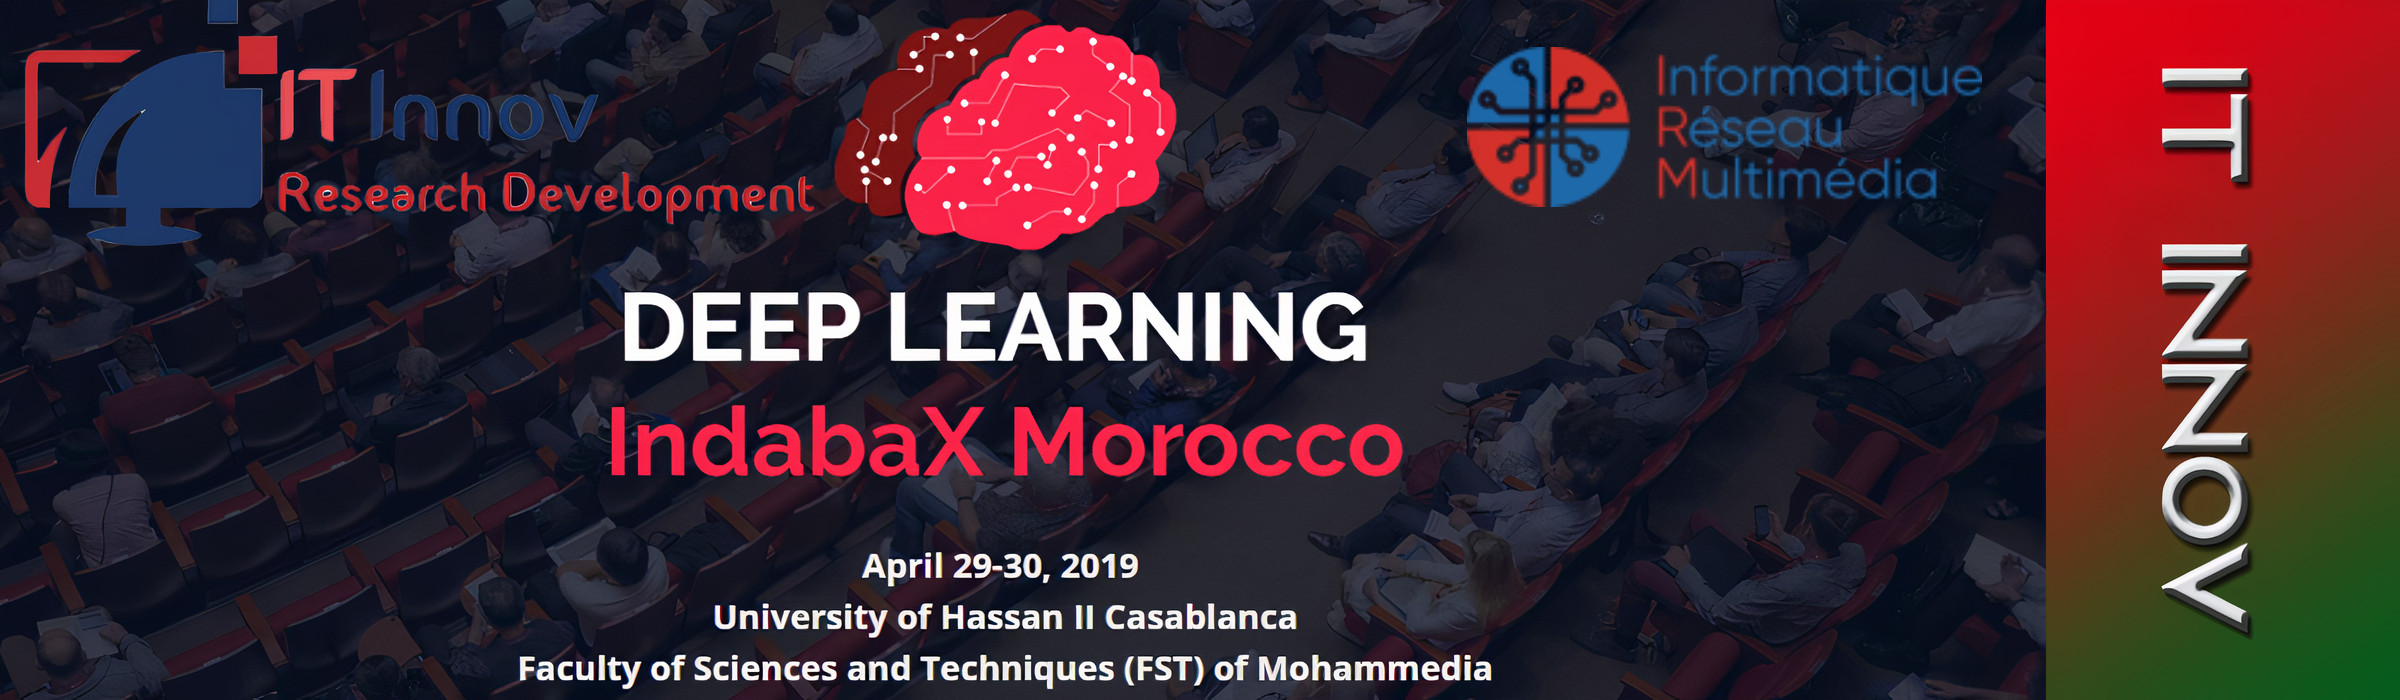 IT Innov
Research Development
Informatique
Réseau
Multimédia
DEEP LEARNING
IndabaX Morocco
April 29-30, 2019
University of Hassan II Casablanca
Faculty of Sciences and Techniques (FST) of Mohammedia
IT INNOV